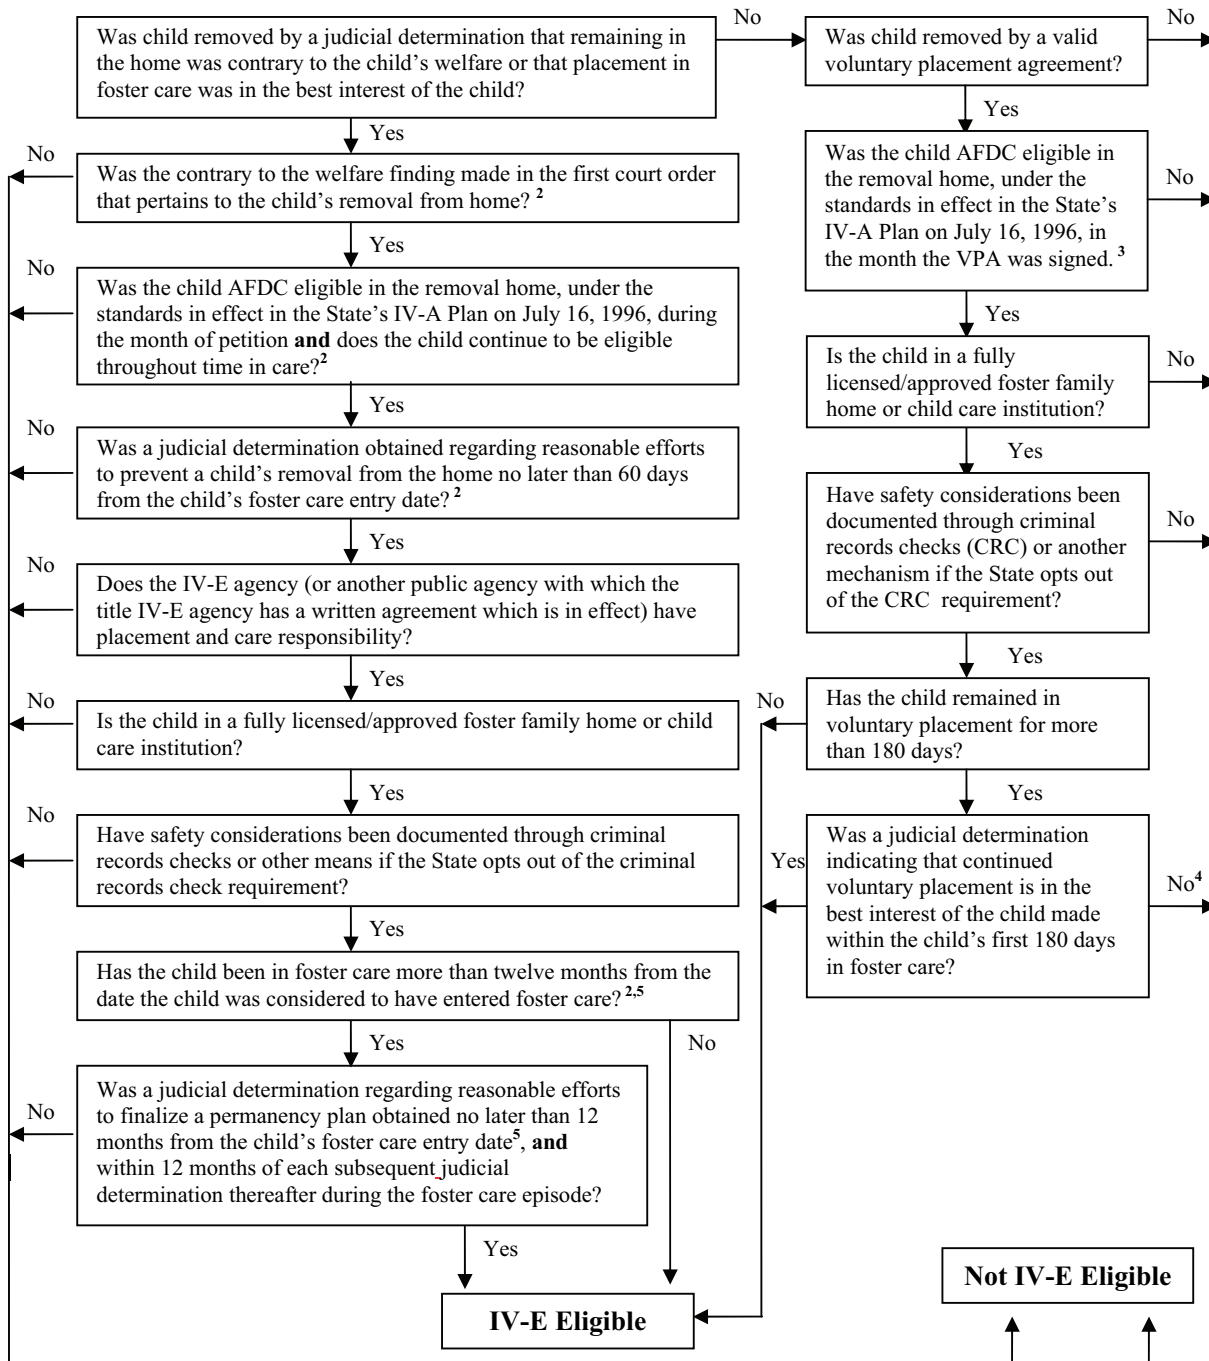 Was child removed by a judicial determination that remaining in
the home was contrary to the child's welfare or that placement in
foster care was in the best interest of the child?
No
Yes
No
Was the contrary to the welfare finding made in the first court order
that pertains to the child's removal from home? 2
Yes
No
Was the child AFDC eligible in the removal home, under the
standards in effect in the State's IV-A Plan on July 16, 1996, during
the month of petition and does the child continue to be eligible
throughout time in care?2
Yes
No
Was a judicial determination obtained regarding reasonable efforts
to prevent a child's removal from the home no later than 60 days
from the child's foster care entry date? 2
Yes
No
Does the IV-E agency (or another public agency with which the
title IV-E agency has a written agreement which is in effect) have
placement and care responsibility?
Yes
No
Is the child in a fully licensed/approved foster family home or child
care institution?
Yes
No
Have safety considerations been documented through criminal
records checks or other means if the State opts out of the criminal
records check requirement?
Yes
Has the child been in foster care more than twelve months from the
date the child was considered to have entered foster care? 2,5
Yes
No
No
Was a judicial determination regarding reasonable efforts
to finalize a permanency plan obtained no later than 12
months from the child's foster care entry date5, and
within 12 months of each subsequent judicial
determination thereafter during the foster care episode?
Yes
IV-E Eligible
Was child removed by a valid
voluntary placement agreement?
No
Yes
Was the child AFDC eligible in
the removal home, under the
standards in effect in the State's
IV-A Plan on July 16, 1996, in
the month the VPA was signed. 3
No
Yes
Is the child in a fully
licensed/approved foster family
home or child care institution?
No
Yes
Have safety considerations been
documented through criminal
records checks (CRC) or another
mechanism if the State opts out
of the CRC requirement?
No
Yes
No
Has the child remained in
voluntary placement for more
than 180 days?
Yes
Yes
Was a judicial determination
indicating that continued
voluntary placement is in the
best interest of the child made
within the child's first 180 days
in foster care?
No4
Not IV-E Eligible